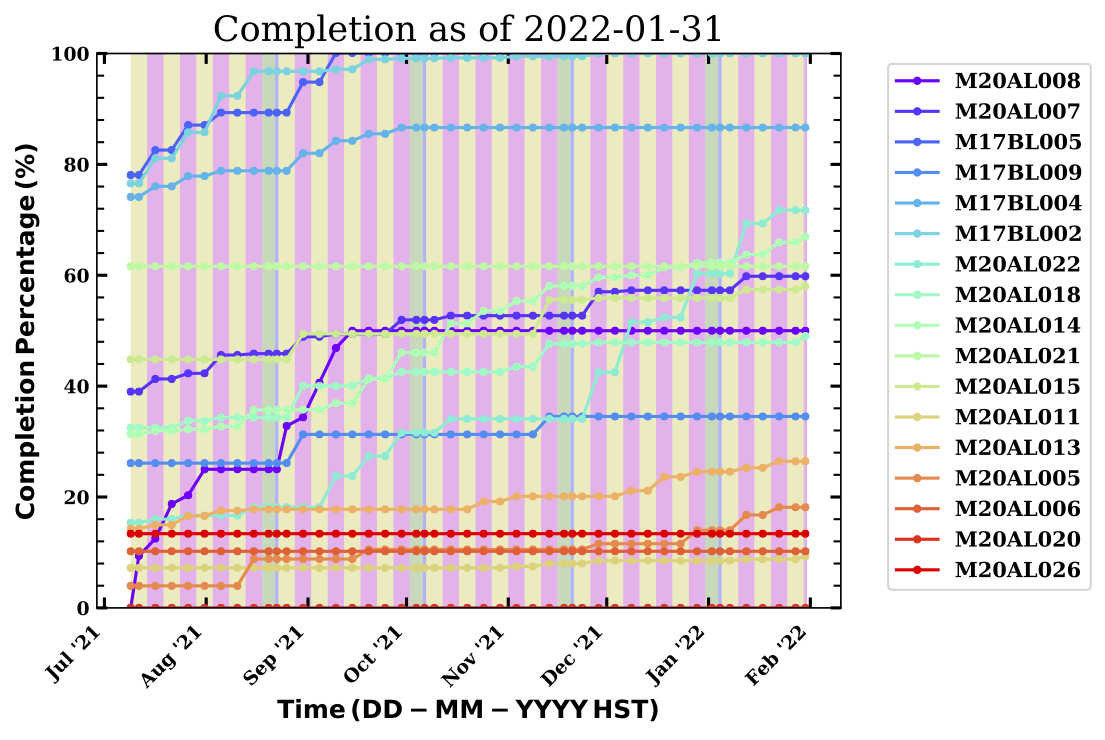 Completion as of 2022-01-31
Completion Percentage (%)
100
80
60
40
20
0
Jul '21
Aug '21
Sep '21
Oct '21
Nov '21
Dec '21
Jan '22
Feb '22
Time (DD − MM − YYYY HST)
M20AL008
M20AL007
M17BL005
M17BL009
M17BL004
M17BL002
M20AL022
M20AL018
M20AL014
M20AL021
M20AL015
M20AL011
M20AL013
M20AL005
M20AL006
M20AL020
M20AL026